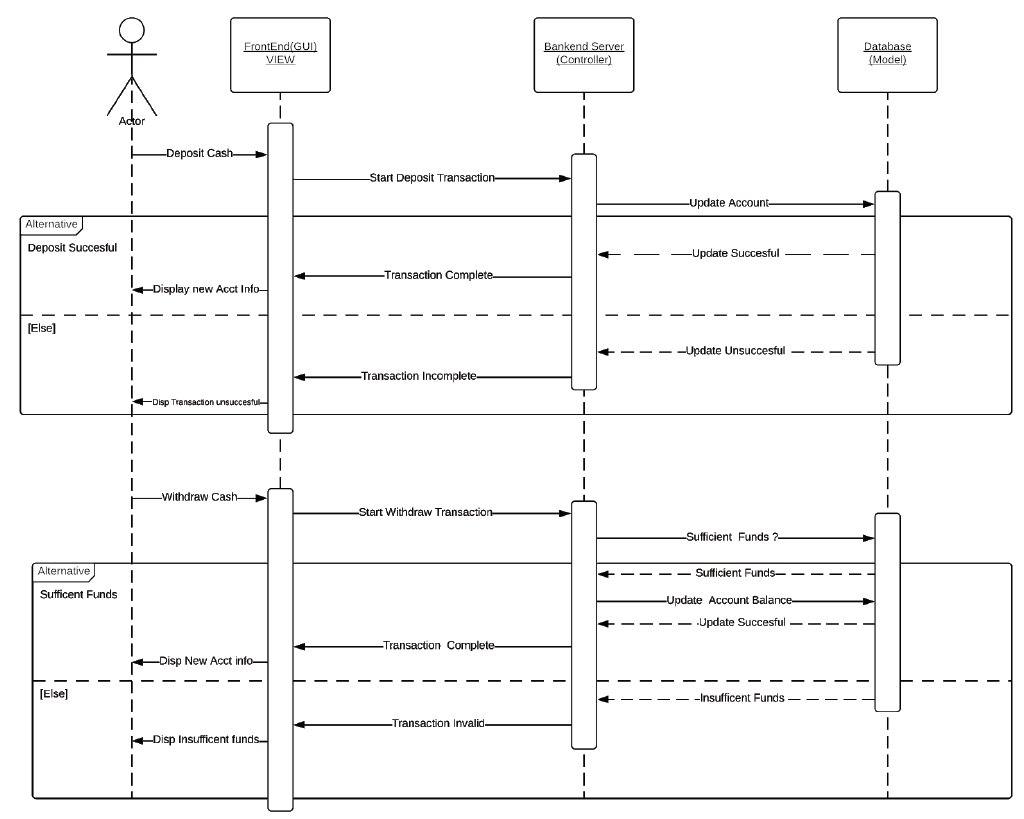 Actor
FrontEnd(GUI)
VIEW
Bankend Server
(Controller)
Database
(Model)
Deposit Cash
Start Deposit Transaction
Update Account
Alternative
Deposit Succesful
Update Succesful
Transaction Complete
Display new Acct Info
[Else]
Update Unsuccesful
Transaction Incomplete
Disp Transaction unsuccesful
Withdraw Cash
Start Withdraw Transaction
Sufficient Funds ?
Alternative
Sufficent Funds
Sufficient Funds
Update Account Balance
Update Succesful
Transaction Complete
Disp New Acct info
[Else]
Insufficent Funds
Transaction Invalid
Disp Insufficent funds